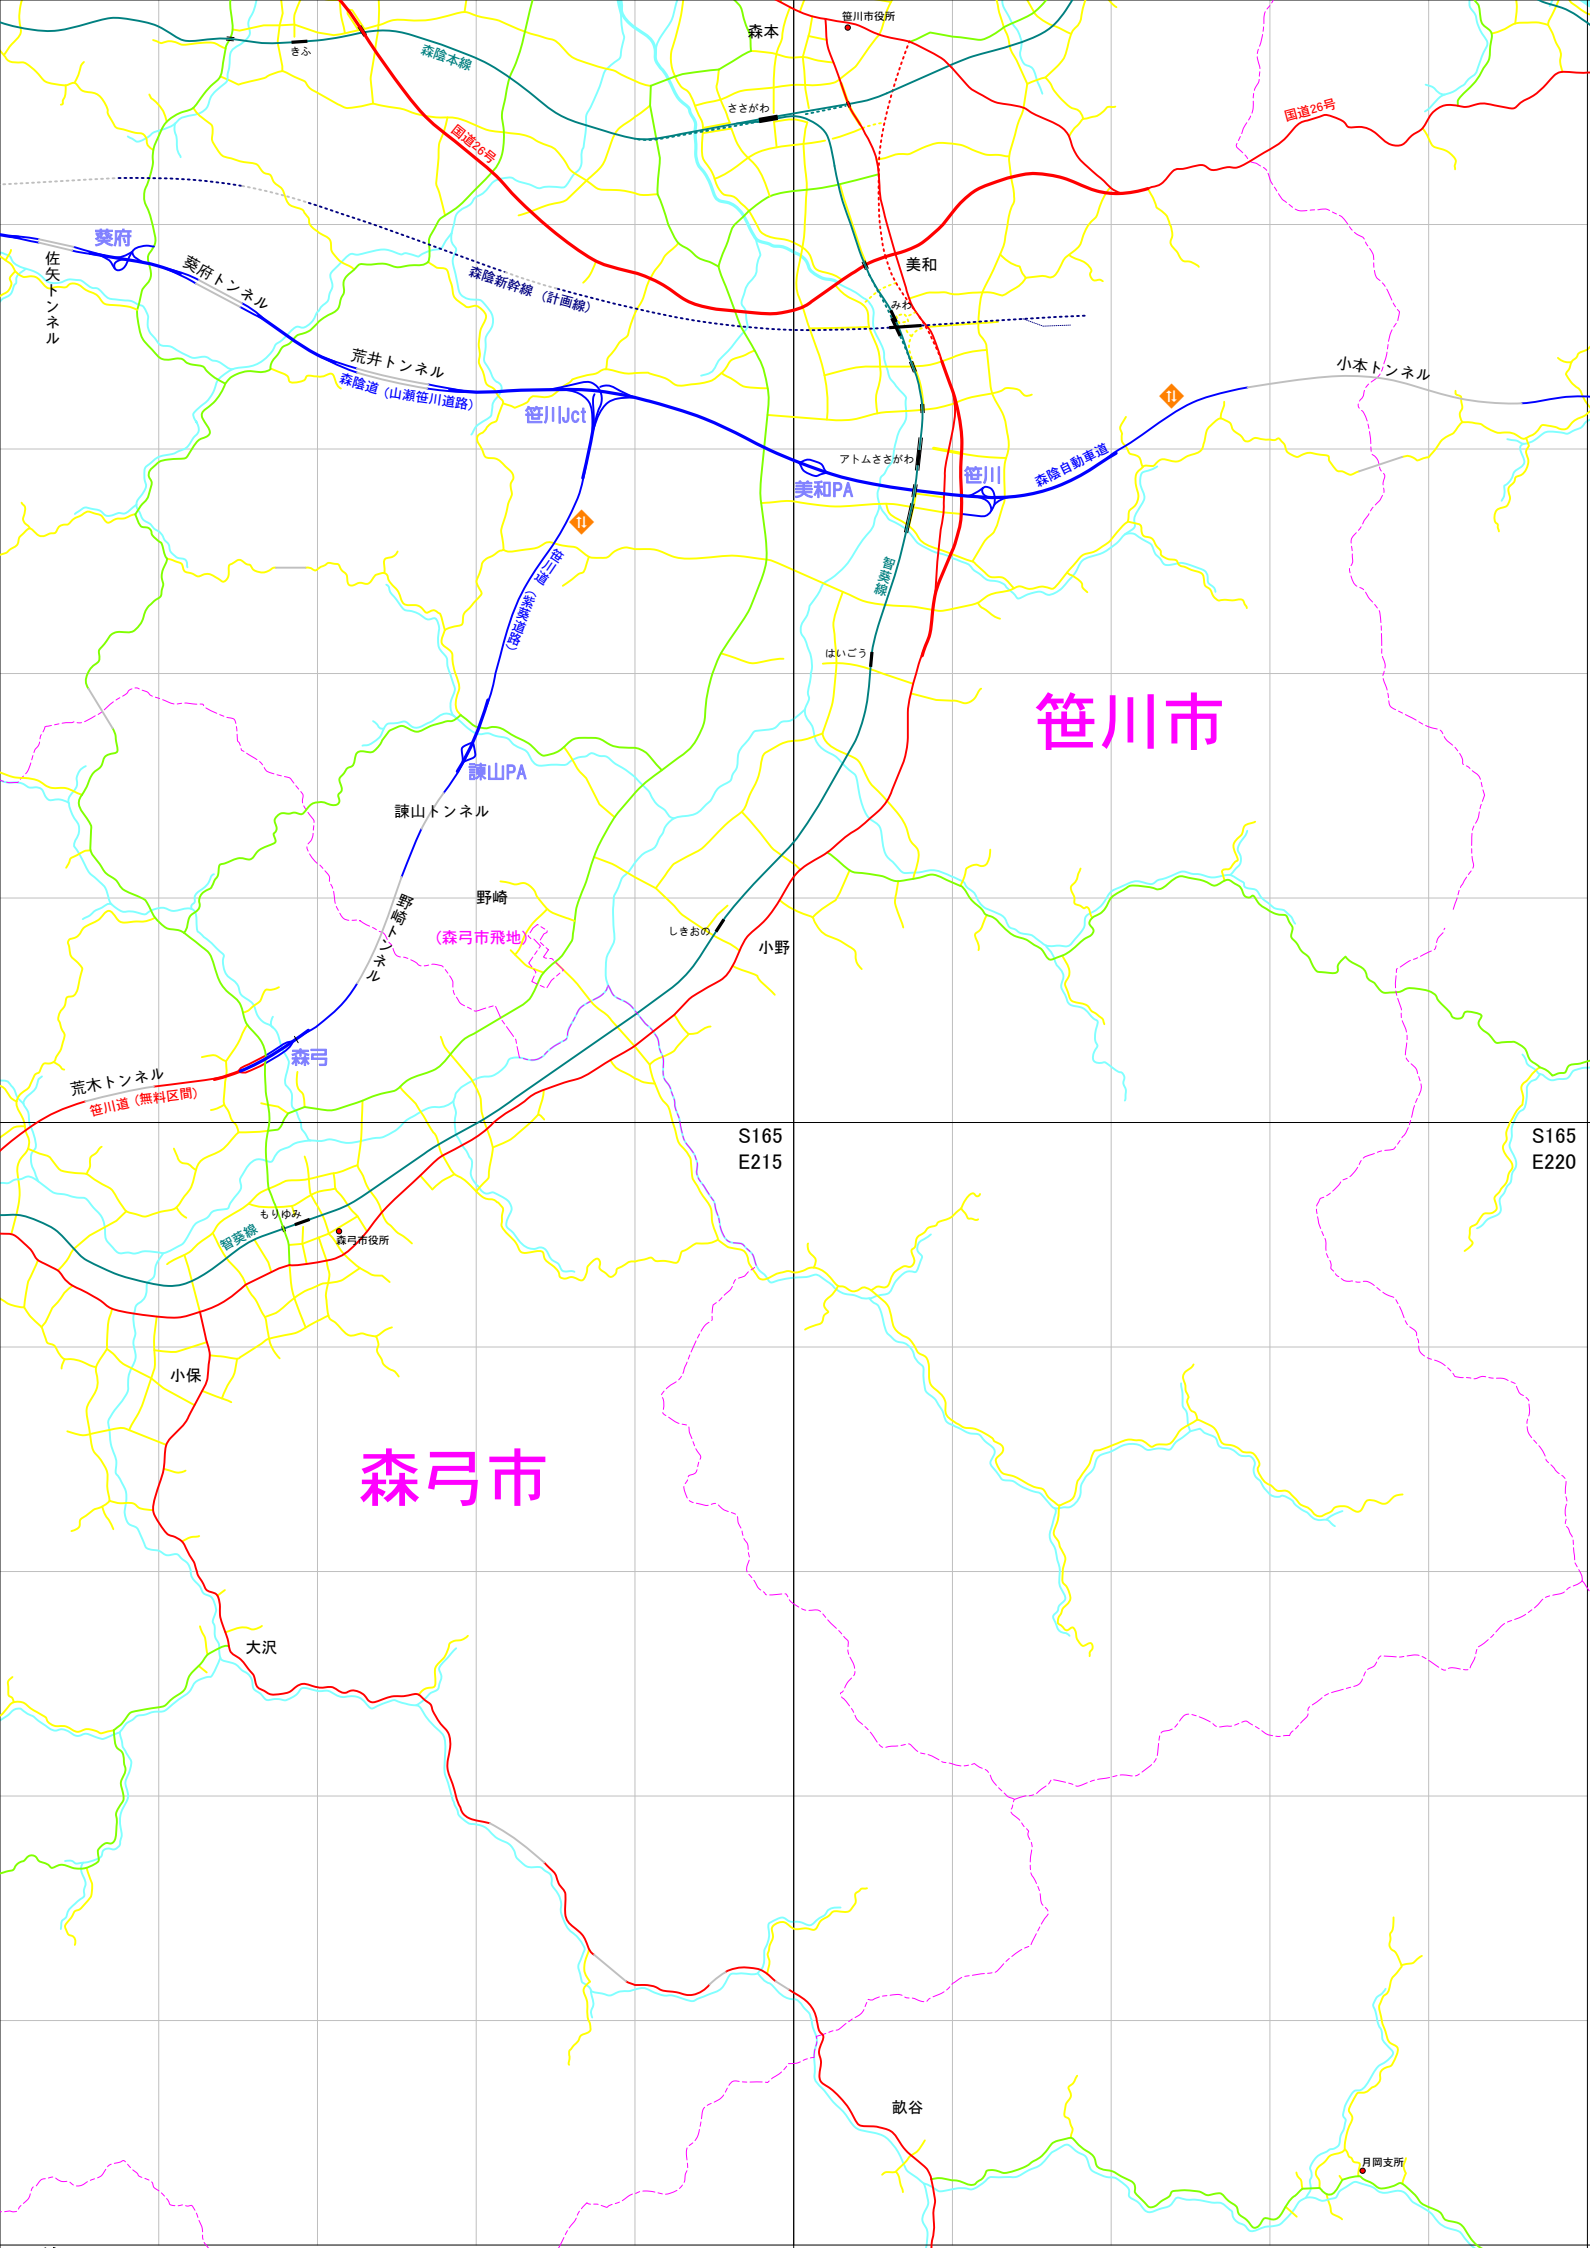 笹川市役所
森本
きふ
森陰本線
ささがわ
国道26号
国道26号
葵府
佐矢トンネル
葵府トンネル
森陰新幹線 (計画線)
美和
みわ
荒井トンネル
森陰道 (山瀬笹川道路)
笹川Jct
小本トンネル
アトムささがわ
森陰自動車道
美和PA
笹川
笹川道 (紫葵道路)
智葵線
はいごう
笹川市
諌山PA
諌山トンネル
野崎トンネル
野崎
(森弓市飛地)
しきおの
小野
森弓
荒木トンネル
笹川道 (無料区間)
S165
E215
S165
E220
もりゆみ
智葵線
森弓市役所
小保
森弓市
大沢
畝谷
月岡支所